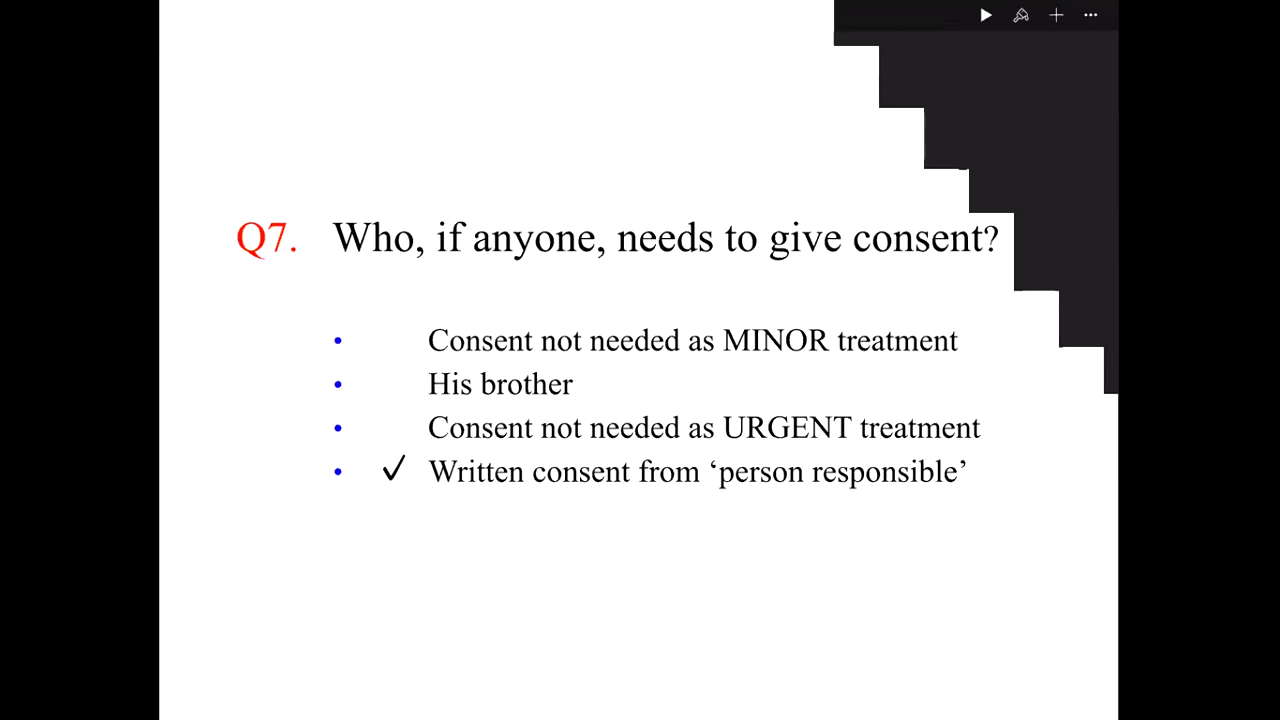 Q7. Who, if anyone, needs to give consent?
• Consent not needed as MINOR treatment
• His brother
• Consent not needed as URGENT treatment
• ✓ Written consent from ‘person responsible’